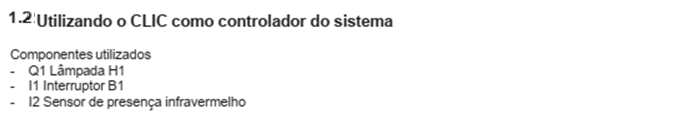 1.2 Utilizando o CLIC como controlador do sistema
Componentes utilizados
- Q1 Lâmpada H1
- I1 Interruptor B1
- I2 Sensor de presença infravermelho